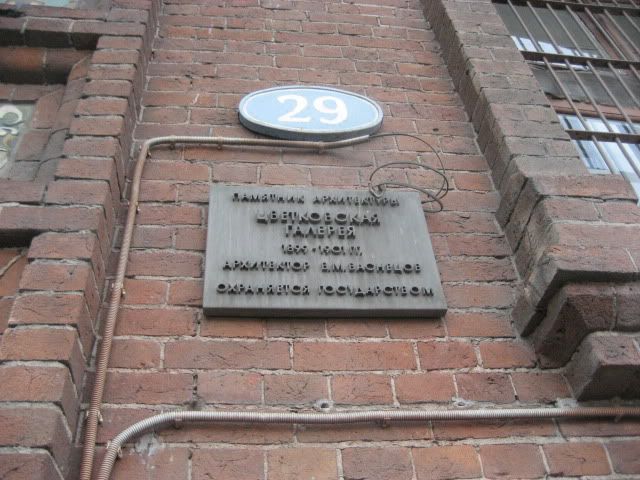 29
ПАМЯТНИК АРХИТЕКТУРЫ
ЦВЕТКОВСКАЯ
ГАЛЕРЕЯ
1899-1901 ГГ.
АРХИТЕКТОР В.М.ВАСНЕЦОВ
ОХРАНЯЕТСЯ ГОСУДАРСТВОМ